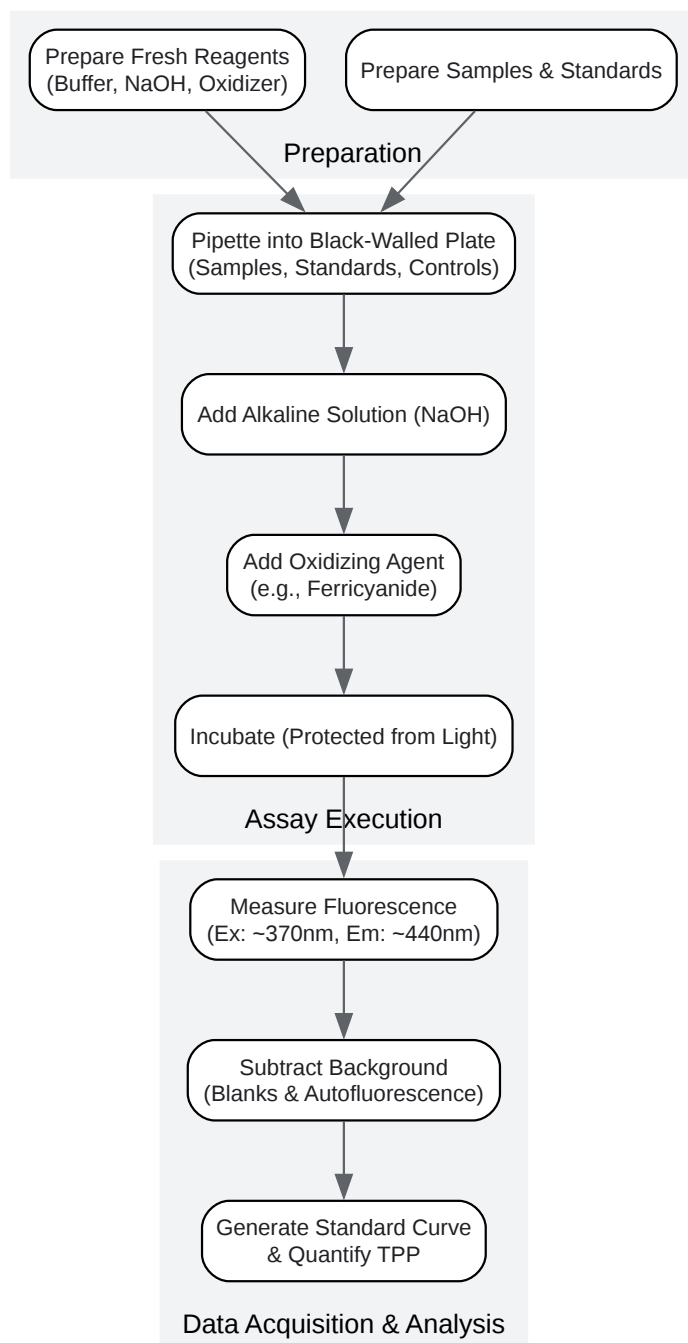 Prepare Fresh Reagents
(Buffer, NaOH, Oxidizer)
Prepare Samples & Standards
Preparation
Pipette into Black-Walled Plate
(Samples, Standards, Controls)
Add Alkaline Solution (NaOH)
Add Oxidizing Agent
(e.g., Ferricyanide)
Incubate (Protected from Light)
Assay Execution
Measure Fluorescence
(Ex: ~370nm, Em: ~440nm)
Subtract Background
(Blanks & Autofluorescence)
Generate Standard Curve
& Quantify TPP
Data Acquisition & Analysis